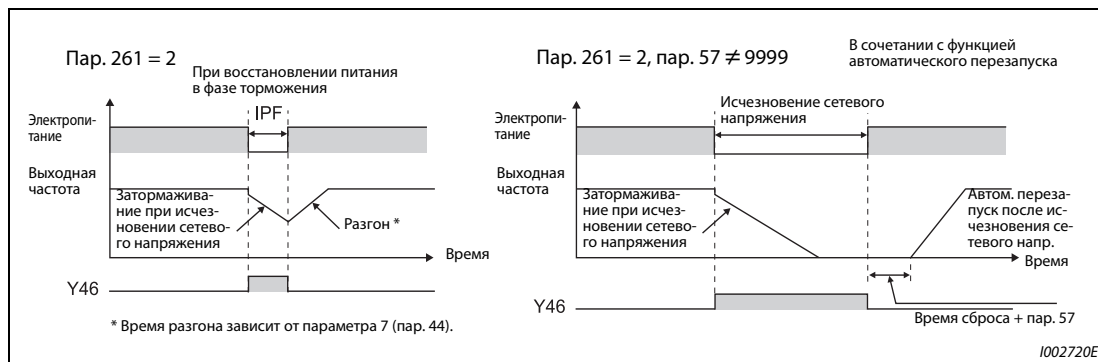 Пар. 261 = 2
При восстановлении питания
в фазе торможения
IPF
Электропи-
тание
Выходная
частота
Затормажива-
ние при исчез-
новении сетево-
го напряжения
Разгон *
Время
Y46
* Время разгона зависит от параметра 7 (пар. 44).
Пар. 261 = 2, пар. 57 ≠ 9999
В сочетании с функцией
автоматического перезапуска
Исчезновение сетевого
напряжения
Электропи-
тание
Выходная
частота
Затормажива-
ние при исчез-
новении сетево-
го напряжения
Автом. переза-
пуск после ис-
чезновения се-
тевого напр.
Время
Y46
Время сброса + пар. 57
I002720E